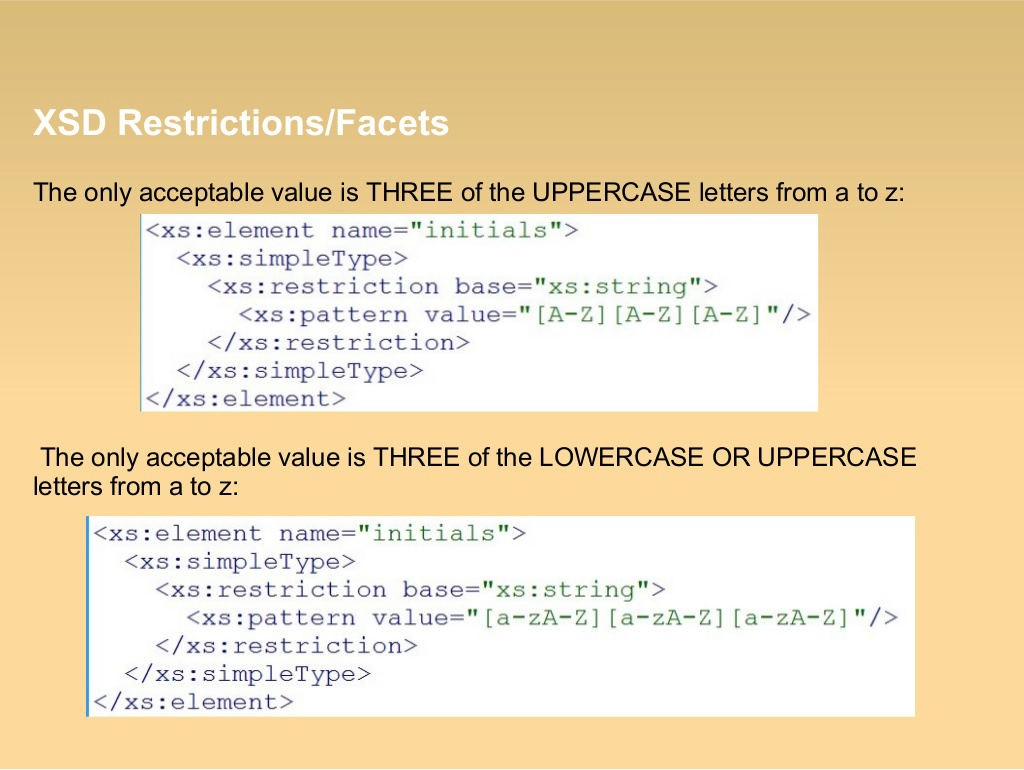 XSD Restrictions/Facets
The only acceptable value is THREE of the UPPERCASE letters from a to z:
<xs:element name="initials">
  <xs:simpleType>
    <xs:restriction base="xs:string">
      <xs:pattern value="[A-Z][A-Z][A-Z]"/>
    </xs:restriction>
  </xs:simpleType>
</xs:element>
The only acceptable value is THREE of the LOWERCASE OR UPPERCASE
letters from a to z:
<xs:element name="initials">
  <xs:simpleType>
    <xs:restriction base="xs:string">
      <xs:pattern value="[a-zA-Z][a-zA-Z][a-zA-Z]"/>
    </xs:restriction>
  </xs:simpleType>
</xs:element>